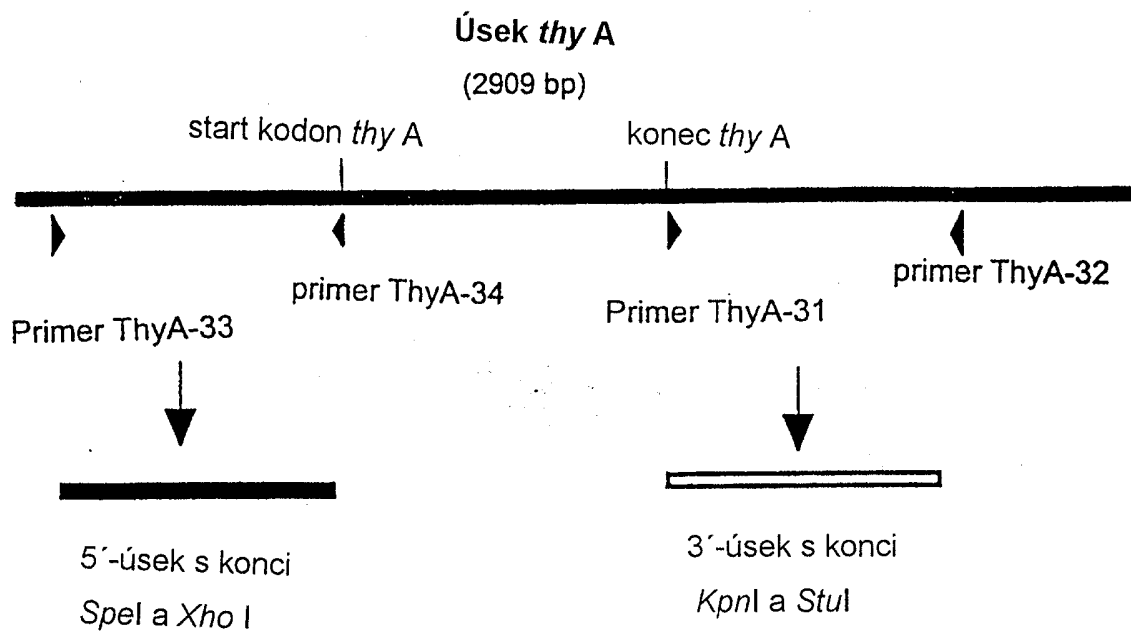 Úsek thy A
(2909 bp)
start kodon thy A
konec thy A
primer ThyA-34
primer ThyA-32
Primer ThyA-33
Primer ThyA-31
5´-úsek s konci
SpeI a Xho I
3´-úsek s konci
KpnI a StuI